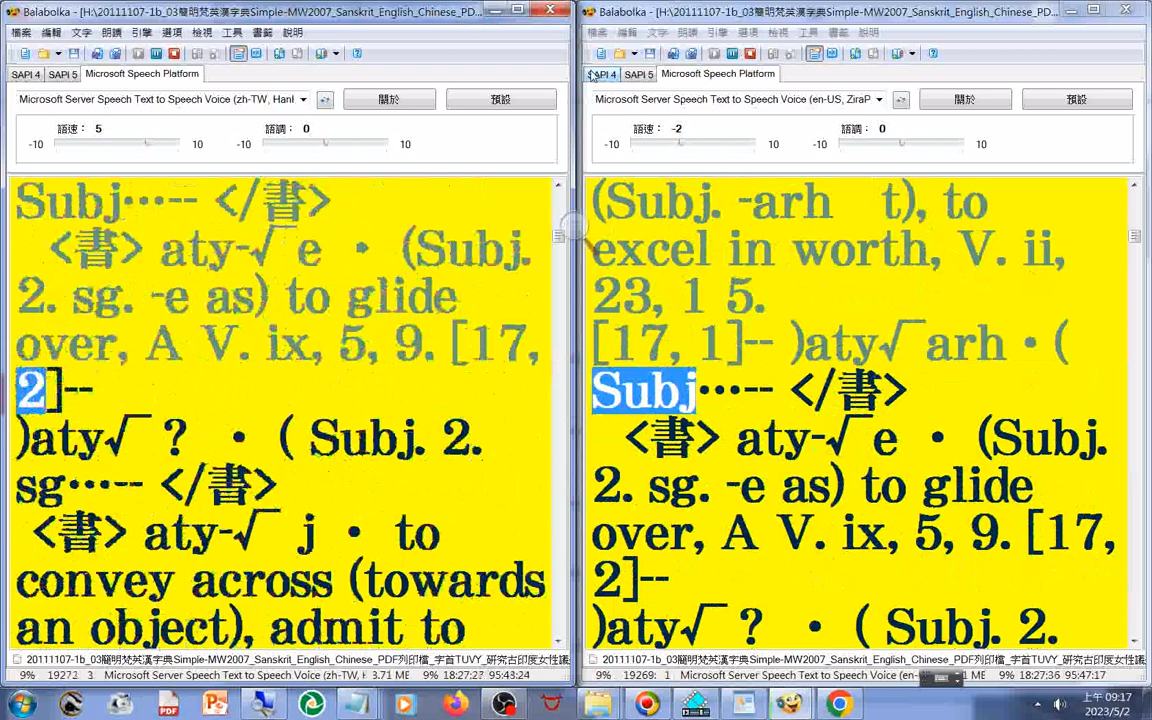 Balabolka - [H:\20111107-1b_03簡明梵英漢字典Simple-MW2007_Sanskrit_English_Chinese_PD...
檔案 編輯 文字 朗讀 引擎 選項 檢視 工具 書籤 說明
SAPI 4 SAPI 5 Microsoft Speech Platform
Microsoft Server Speech Text to Speech Voice (zh-TW, Hanl
關於 預設
語速： 5 語調： 0
-10 10 -10 10
Subj…-- </書>
<書> aty-√ e • (Subj.
2. sg. -e as) to glide
over, A V. ix, 5, 9. [17,
2]--
)aty√ ? • ( Subj. 2.
sg…-- </書>
<書> aty-√ j • to
convey across (towards
an object), admit to
20111107-1b_03簡明梵英漢字典Simple-MW2007_Sanskrit_English_Chinese_PDF列印檔_字首TUVY_研究古印度女性議
9% 19272 3 Microsoft Server Speech Text to Speech Voice (zh-TW, 3.71 ME 9% 18:27:27 95:43:24
Balabolka - [H:\20111107-1b_03簡明梵英漢字典Simple-MW2007_Sanskrit_English_Chinese_PDF...
檔案 編輯 文字 朗讀 引擎 選項 檢視 工具 書籤 說明
SAPI 4 SAPI 5 Microsoft Speech Platform
Microsoft Server Speech Text to Speech Voice (en-US, ZiraP
關於 預設
語速： -2 語調： 0
-10 10 -10 10
(Subj. -arh t), to
excel in worth, V. ii,
23, 1 5.
[17, 1]-- )aty√ arh • (
Subj…-- </書>
<書> aty-√ e • (Subj.
2. sg. -e as) to glide
over, A V. ix, 5, 9. [17,
2]--
)aty√ ? • ( Subj. 2.
20111107-1b_03簡明梵英漢字典Simple-MW2007_Sanskrit_English_Chinese_PDF列印檔_字首TUVY_研究古印度女性議
9% 19269: 1 Microsoft Server Speech Text to Speech Voice (en-US, ME 9% 18:27:36 95:47:17
上午 09:17
2023/5/2